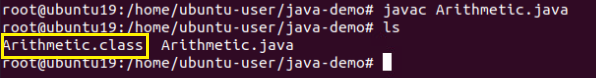 root@ubuntu19:/home/ubuntu-user/java-demo# javac Arithmetic.java
root@ubuntu19:/home/ubuntu-user/java-demo# ls
Arithmetic.class  Arithmetic.java
root@ubuntu19:/home/ubuntu-user/java-demo#